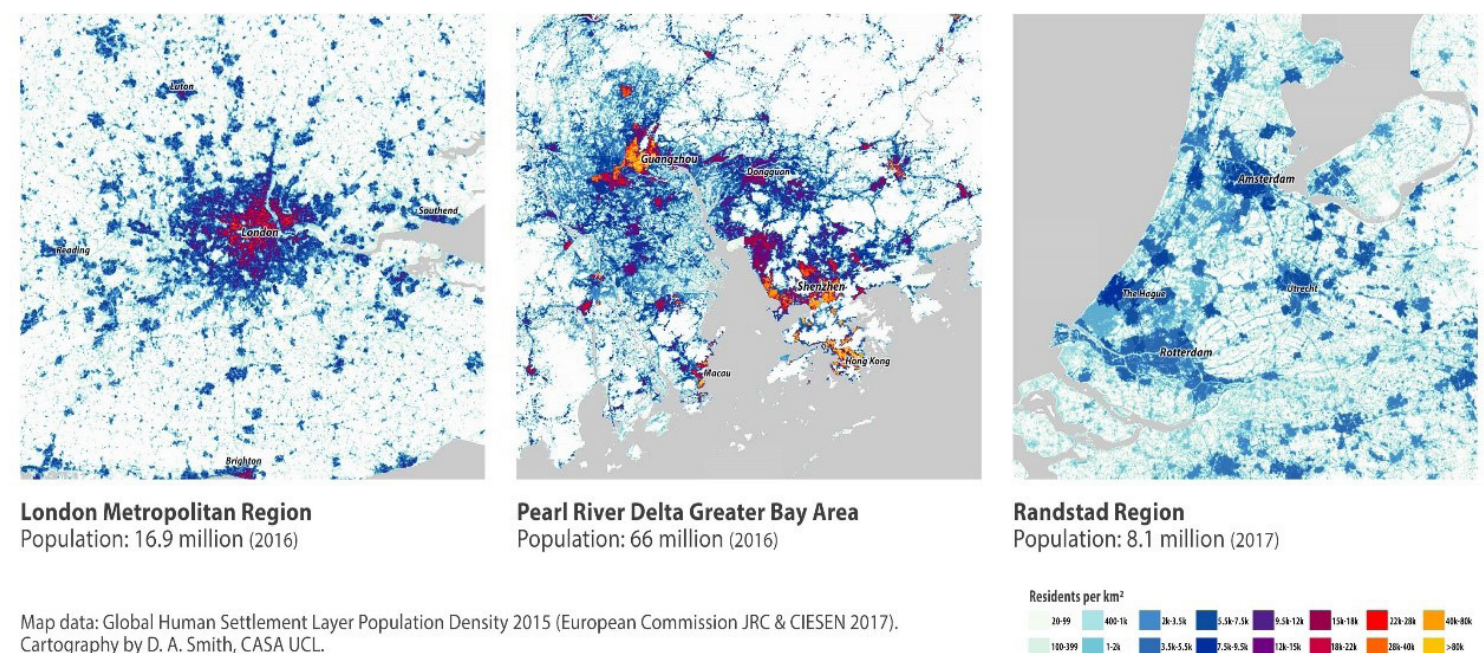 Luton
London
Southend
Reading
Brighton
Guangzhou
Dongguan
Shenzhen
Hong Kong
Macau
Amsterdam
The Hague
Utrecht
Rotterdam
London Metropolitan Region
Population: 16.9 million (2016)
Pearl River Delta Greater Bay Area
Population: 66 million (2016)
Randstad Region
Population: 8.1 million (2017)
Map data: Global Human Settlement Layer Population Density 2015 (European Commission JRC & CIESEN 2017).
Cartography by D. A. Smith, CASA UCL.
Residents per km²
20-99 400-1k 2k-3.5k 5.5k-7.5k 9.5k-12k 15k-18k 22k-28k 40k-80k
100-399 1-2k 3.5k-5.5k 7.5k-9.5k 12k-15k 18k-22k 28k-40k >80k